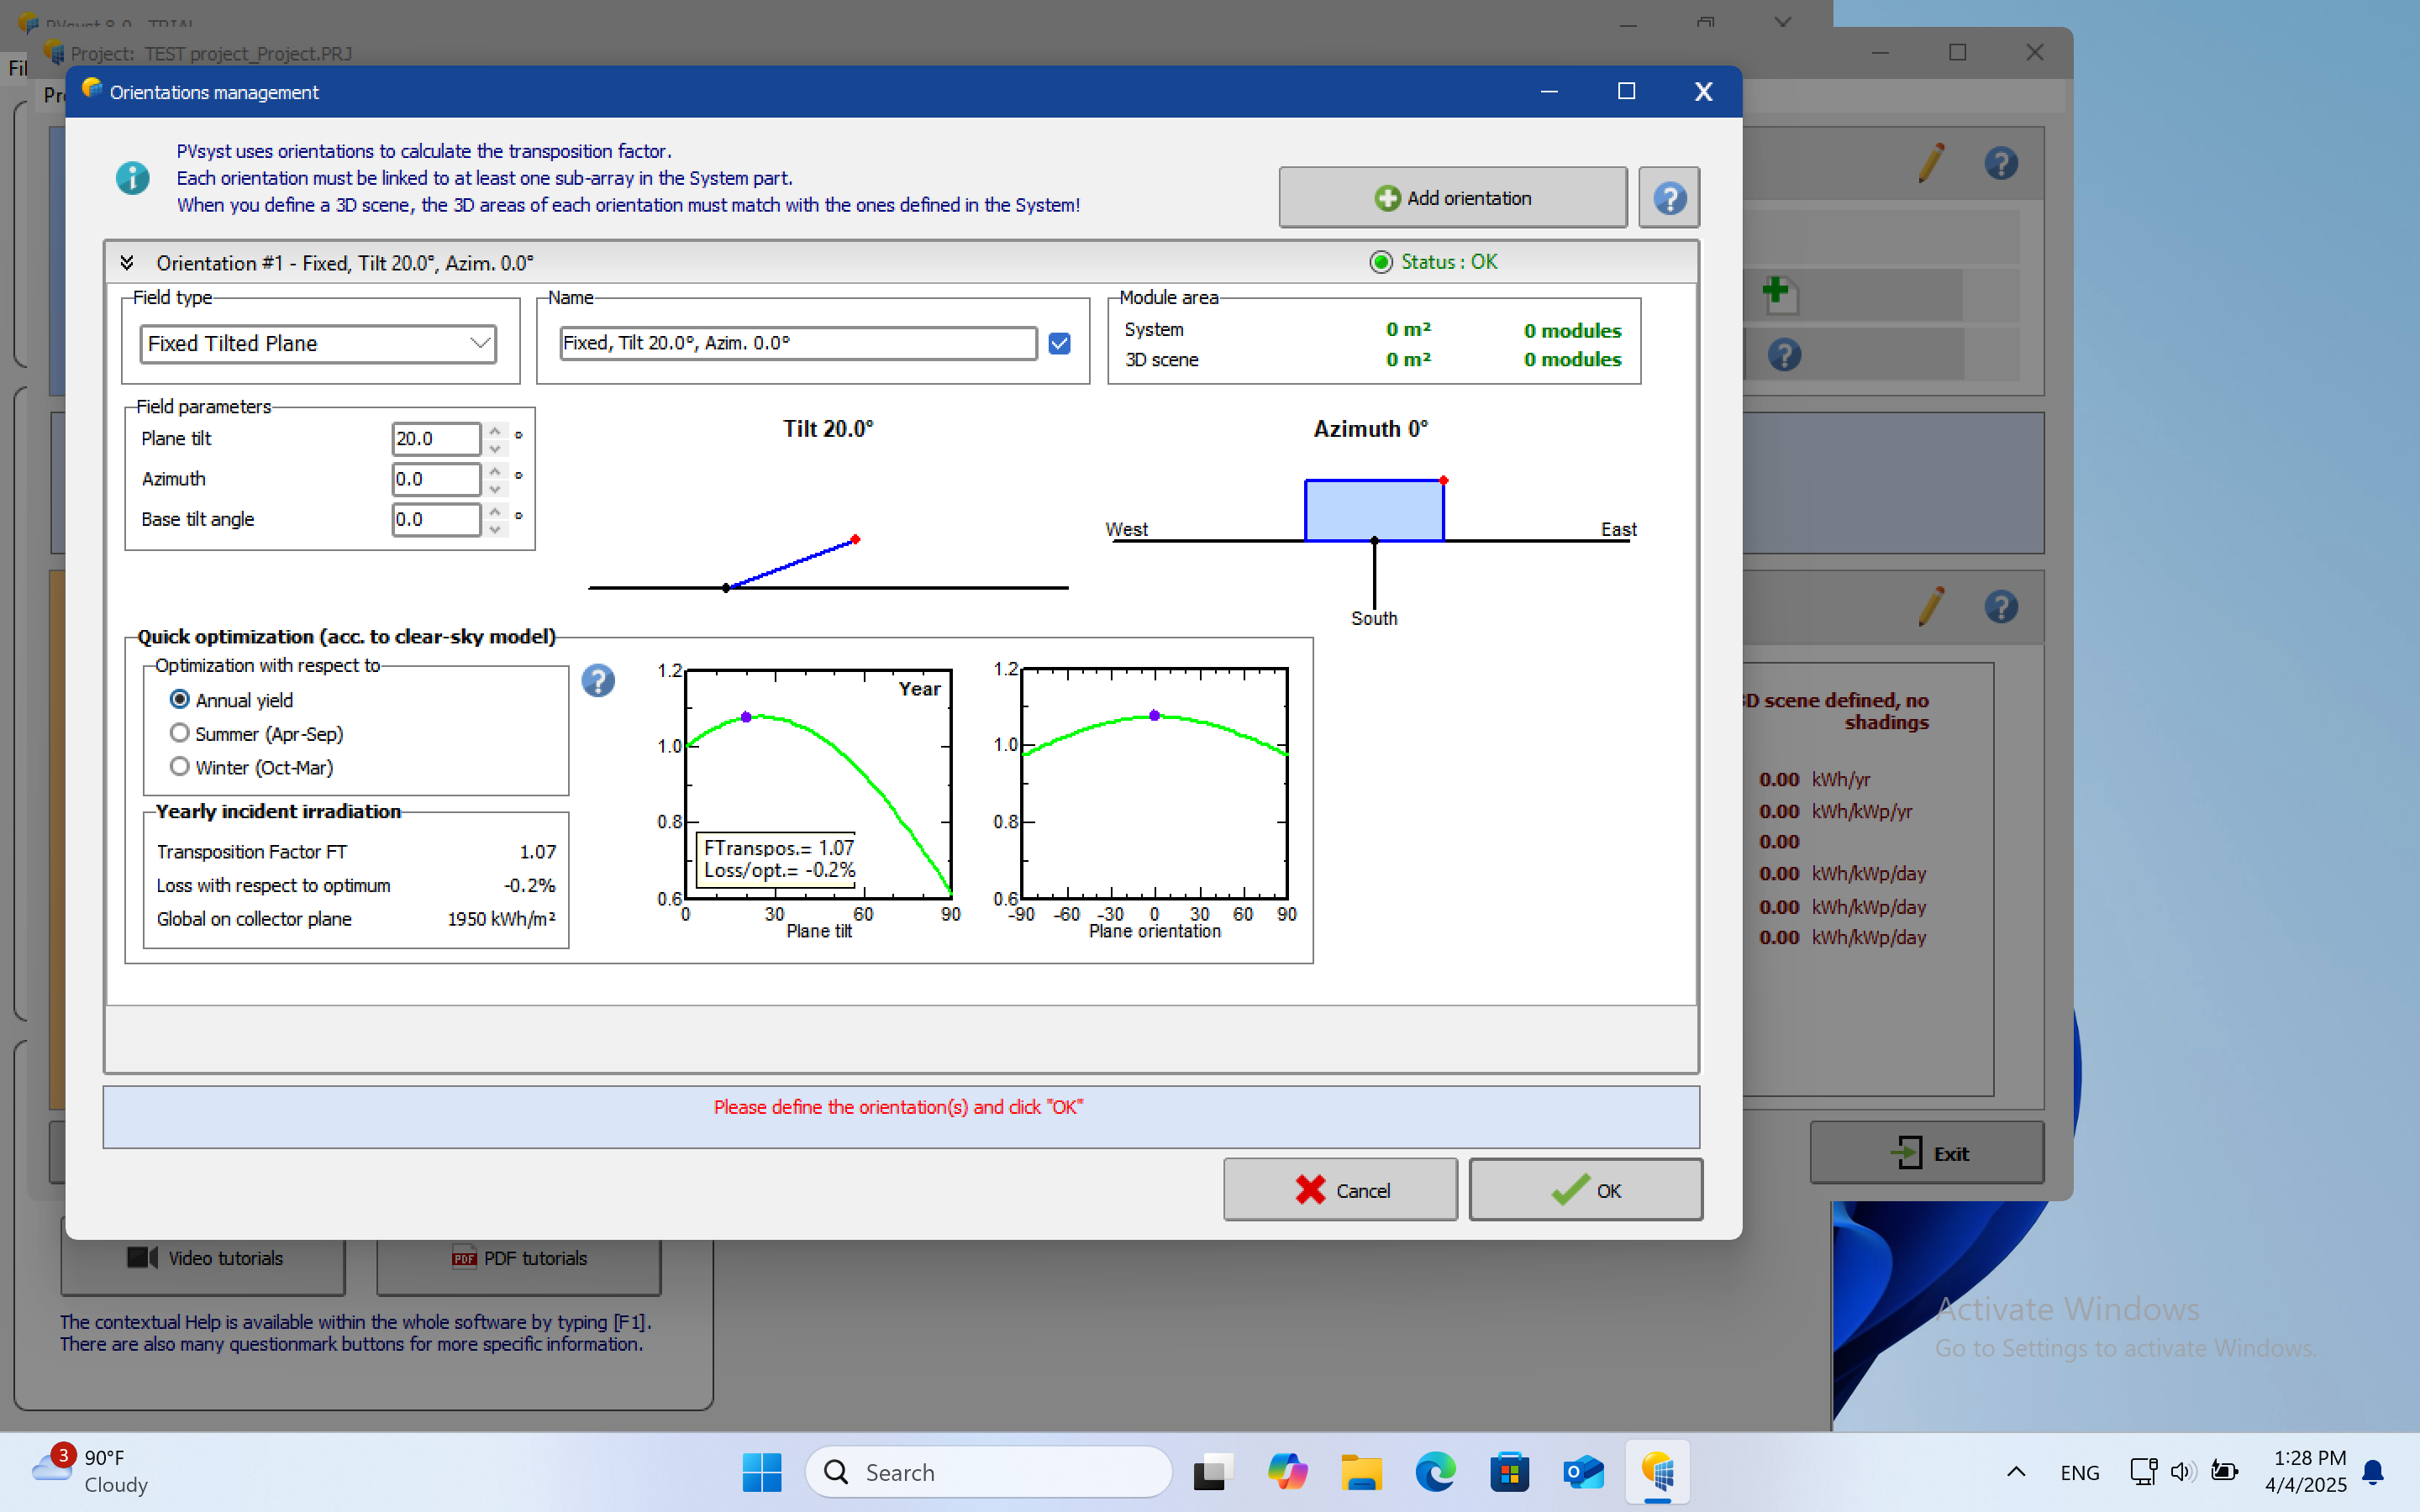 PVsyst 8.0 - TRIAL
Project: TEST project_Project.PRJ
Fil
Pr
Orientations management
X
PVsyst uses orientations to calculate the transposition factor.
Each orientation must be linked to at least one sub-array in the System part.
When you define a 3D scene, the 3D areas of each orientation must match with the ones defined in the System!
Add orientation
Orientation #1 - Fixed, Tilt 20.0°, Azim. 0.0°
Status : OK
Field type
Fixed Tilted Plane
Name
Fixed, Tilt 20.0°, Azim. 0.0°
Module area
System 0 m² 0 modules
3D scene 0 m² 0 modules
Field parameters
Plane tilt 20.0 °
Azimuth 0.0 °
Base tilt angle 0.0 °
Tilt 20.0°
Azimuth 0°
West
East
South
Quick optimization (acc. to clear-sky model)
Optimization with respect to
Annual yield
Summer (Apr-Sep)
Winter (Oct-Mar)
Yearly incident irradiation
Transposition Factor FT 1.07
Loss with respect to optimum -0.2%
Global on collector plane 1950 kWh/m²
1.2
1.0
0.8
0.6
Year
FTranspos.= 1.07
Loss/opt.= -0.2%
0 30 60 90
Plane tilt
1.2
1.0
0.8
0.6
-90 -60 -30 0 30 60 90
Plane orientation
Please define the orientation(s) and click "OK"
Cancel
OK
3D scene defined, no
shadings
0.00 kWh/yr
0.00 kWh/kWp/yr
0.00
0.00 kWh/kWp/day
0.00 kWh/kWp/day
0.00 kWh/kWp/day
Exit
Video tutorials
PDF PDF tutorials
The contextual Help is available within the whole software by typing [F1].
There are also many questionmark buttons for more specific information.
Activate Windows
Go to Settings to activate Windows.
3
90°F
Cloudy
Search
ENG
1:28 PM
4/4/2025